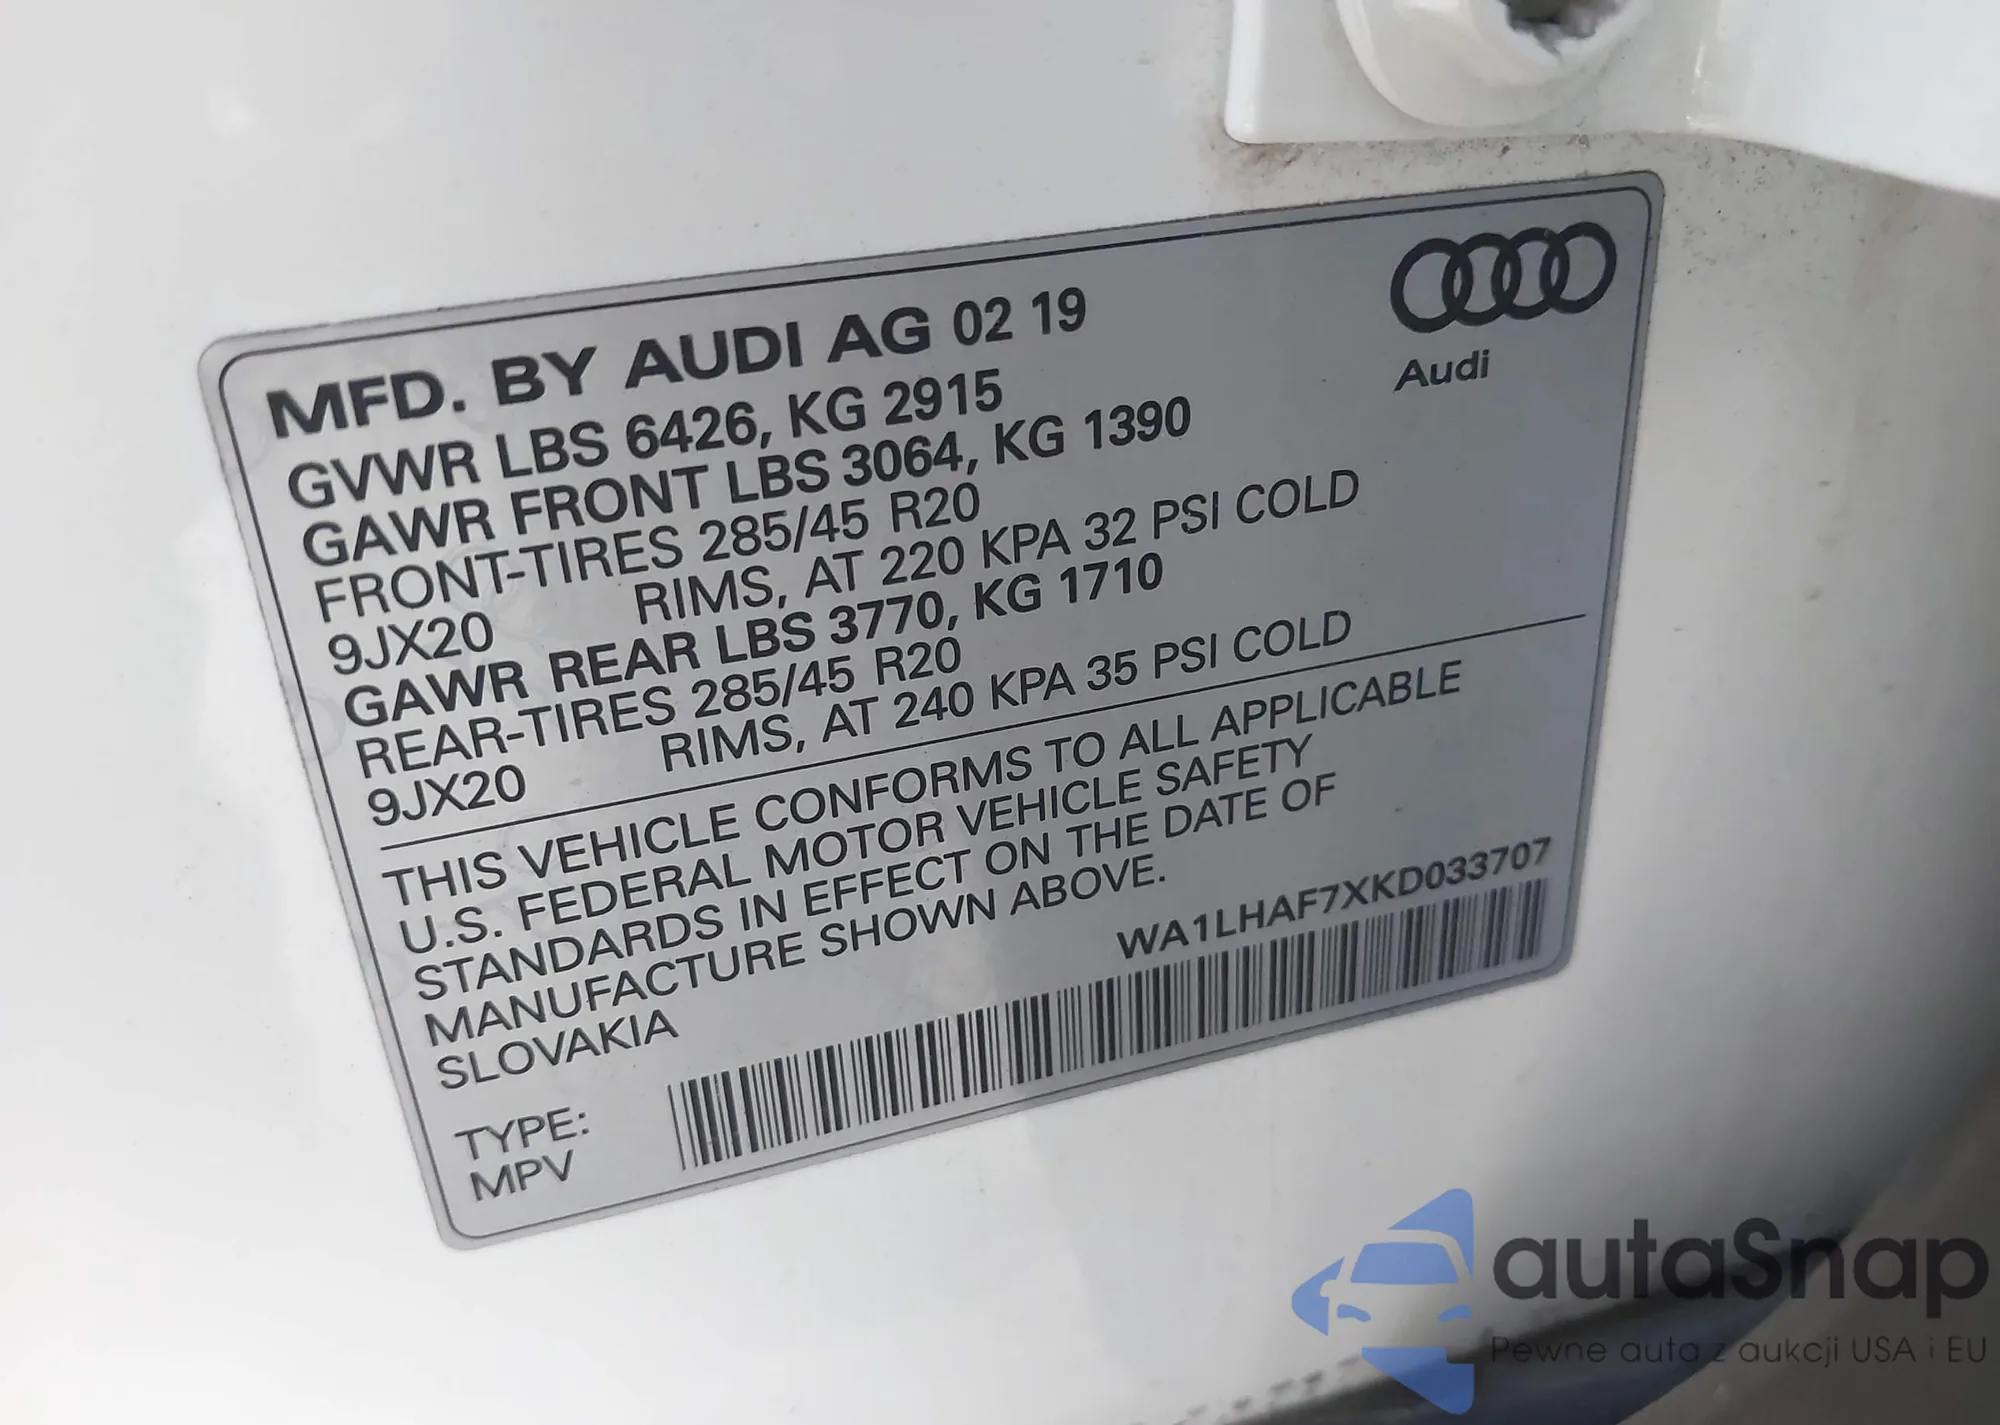 Audi
MFD. BY AUDI AG 02 19
GVWR LBS 6426, KG 2915
GAWR FRONT LBS 3064, KG 1390
FRONT-TIRES 285/45 R20
9JX20 RIMS, AT 220 KPA 32 PSI COLD
GAWR REAR LBS 3770, KG 1710
REAR-TIRES 285/45 R20
9JX20 RIMS, AT 240 KPA 35 PSI COLD
THIS VEHICLE CONFORMS TO ALL APPLICABLE
U.S. FEDERAL MOTOR VEHICLE SAFETY
STANDARDS IN EFFECT ON THE DATE OF
MANUFACTURE SHOWN ABOVE.
SLOVAKIA
WA1LHAF7XKD033707
TYPE:
MPV
autaSnap
Pewne auta z aukcji USA i EU